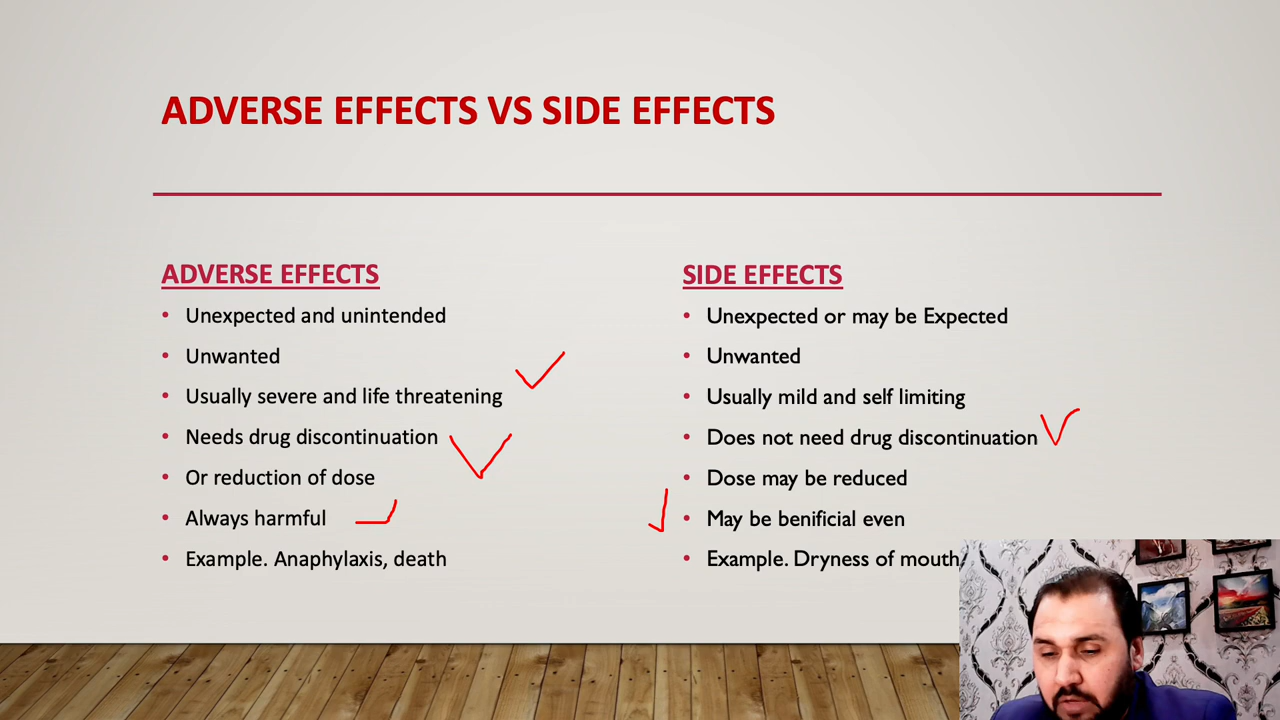 ADVERSE EFFECTS VS SIDE EFFECTS
ADVERSE EFFECTS
• Unexpected and unintended
• Unwanted
• Usually severe and life threatening
• Needs drug discontinuation
• Or reduction of dose
• Always harmful
• Example. Anaphylaxis, death
SIDE EFFECTS
• Unexpected or may be Expected
• Unwanted
• Usually mild and self limiting
• Does not need drug discontinuation
• Dose may be reduced
• May be benificial even
• Example. Dryness of mouth